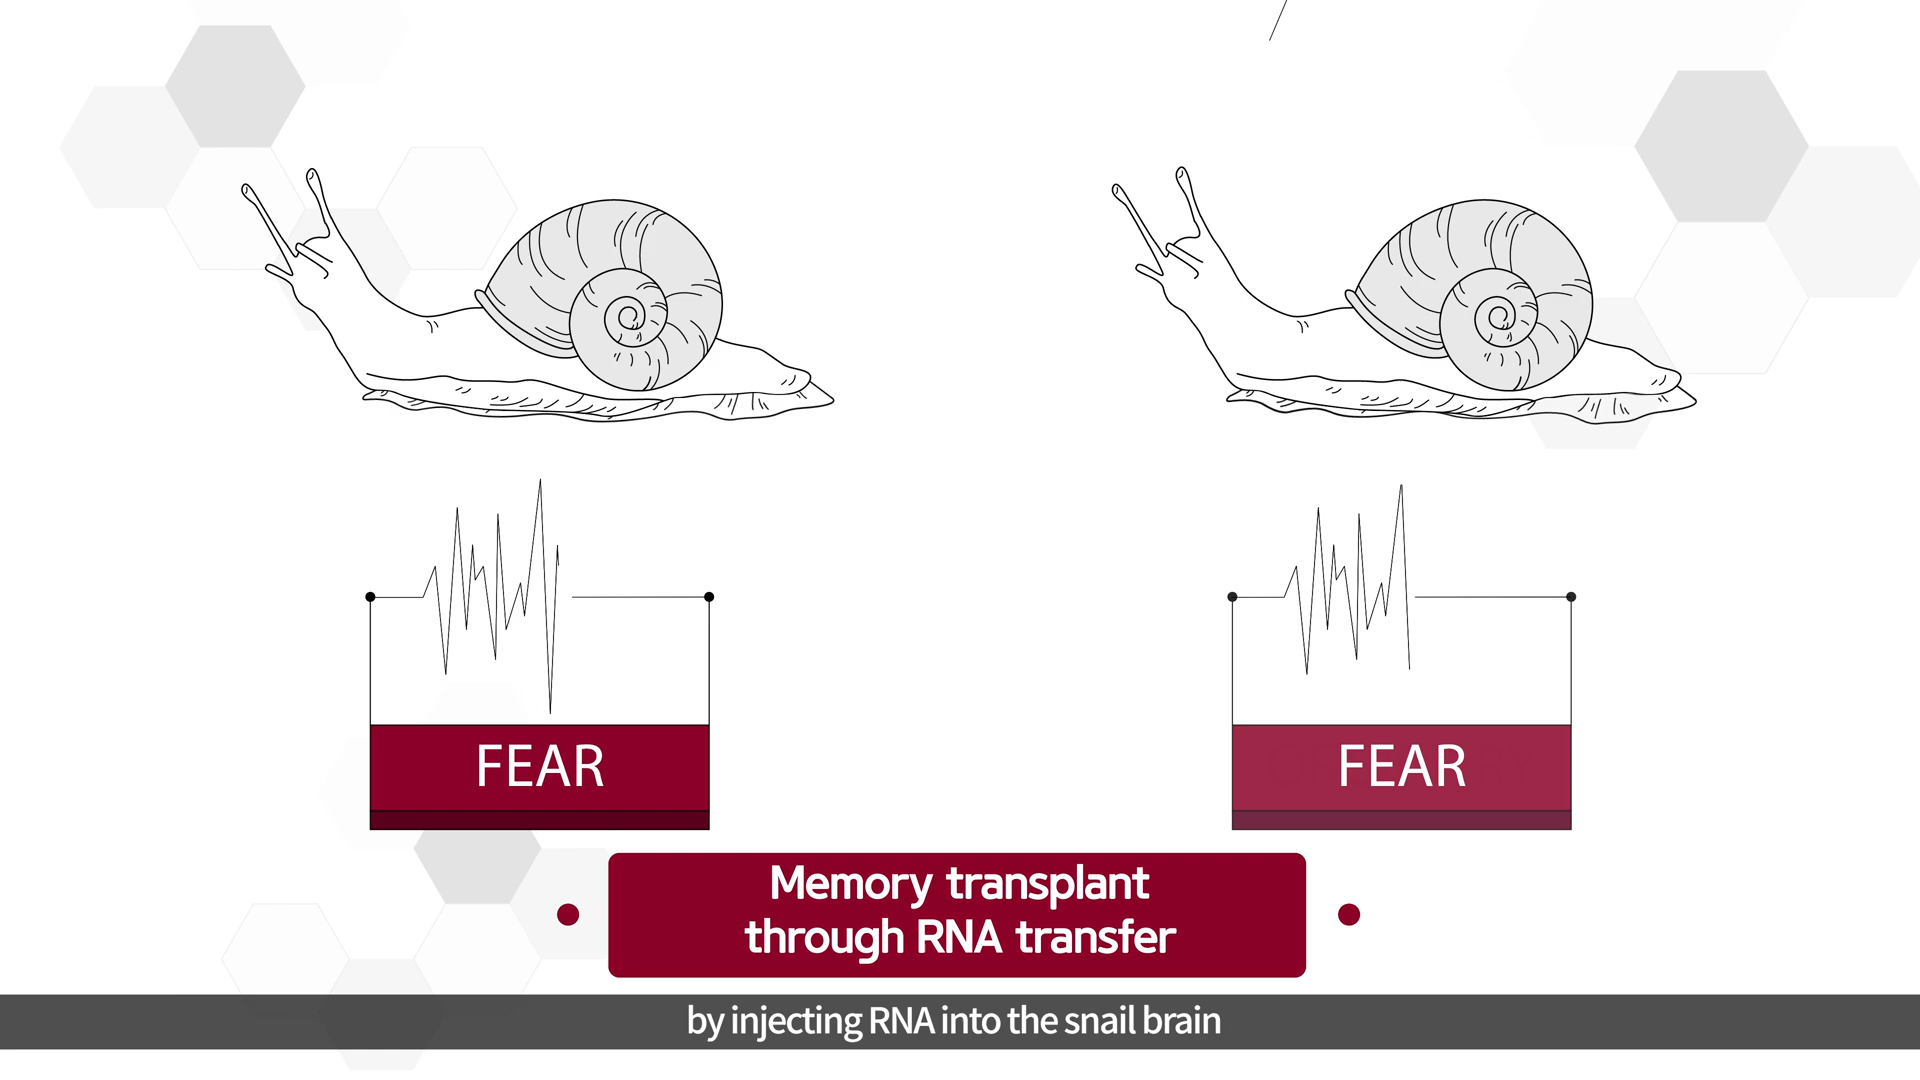 FEAR
FEAR
Memory transplant
through RNA transfer
by injecting RNA into the snail brain